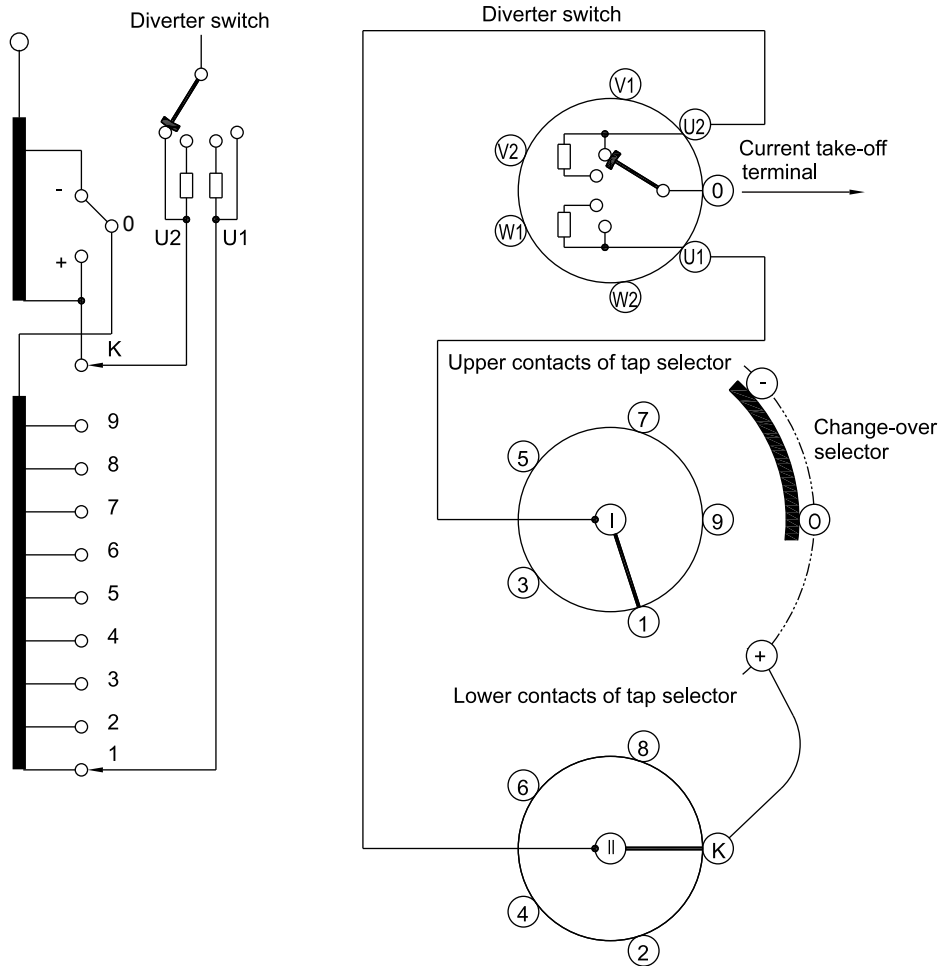 Diverter switch
-
0
+
U2
U1
K
9
8
7
6
5
4
3
2
1
Diverter switch
V1
U2
V2
0
Current take-off
terminal
W1
U1
W2
Upper contacts of tap selector
-
7
5
Change-over
selector
I
9
0
3
1
+
Lower contacts of tap selector
8
6
II
K
4
2